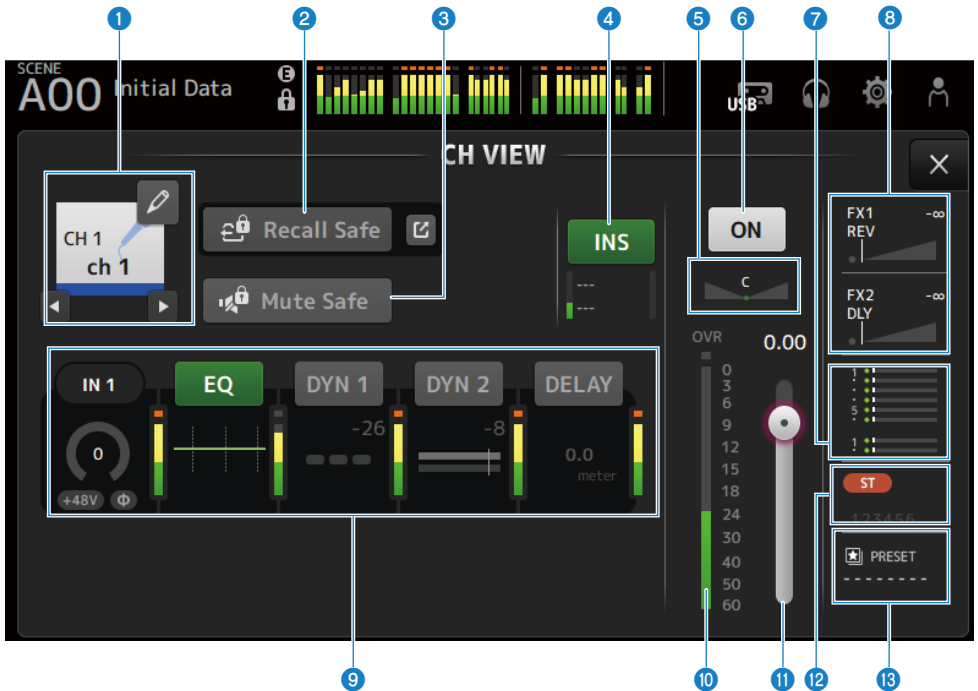 1 2 3 4 5 6 7 8
SCENE
A00 Initial Data
E
USB
CH VIEW
CH 1
ch 1
Recall Safe
Mute Safe
INS
---
---
ON
C
FX1 -∞
REV
FX2 -∞
DLY
OVR
0.00
0
3
6
9
12
15
18
24
30
40
50
60
1
5
1
ST
123456
PRESET
--------
IN 1
EQ
DYN 1
DYN 2
DELAY
0
+48V Φ
-26
-8
0.0
meter
9 10 11 12 13